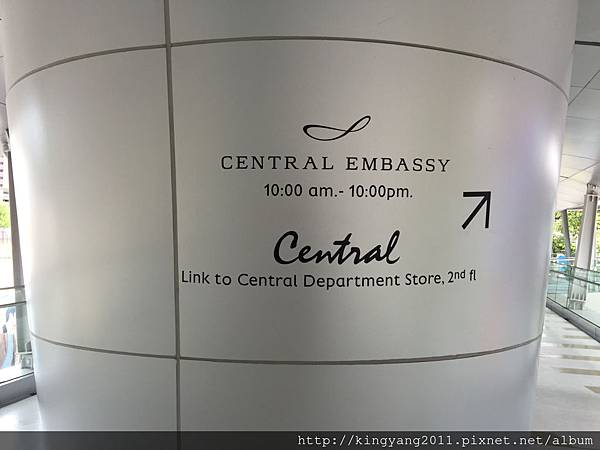 CENTRAL EMBASSY
10:00 am.- 10:00pm.
Central
Link to Central Department Store, 2nd fl
http://kingyang2011.pixnet.net/album